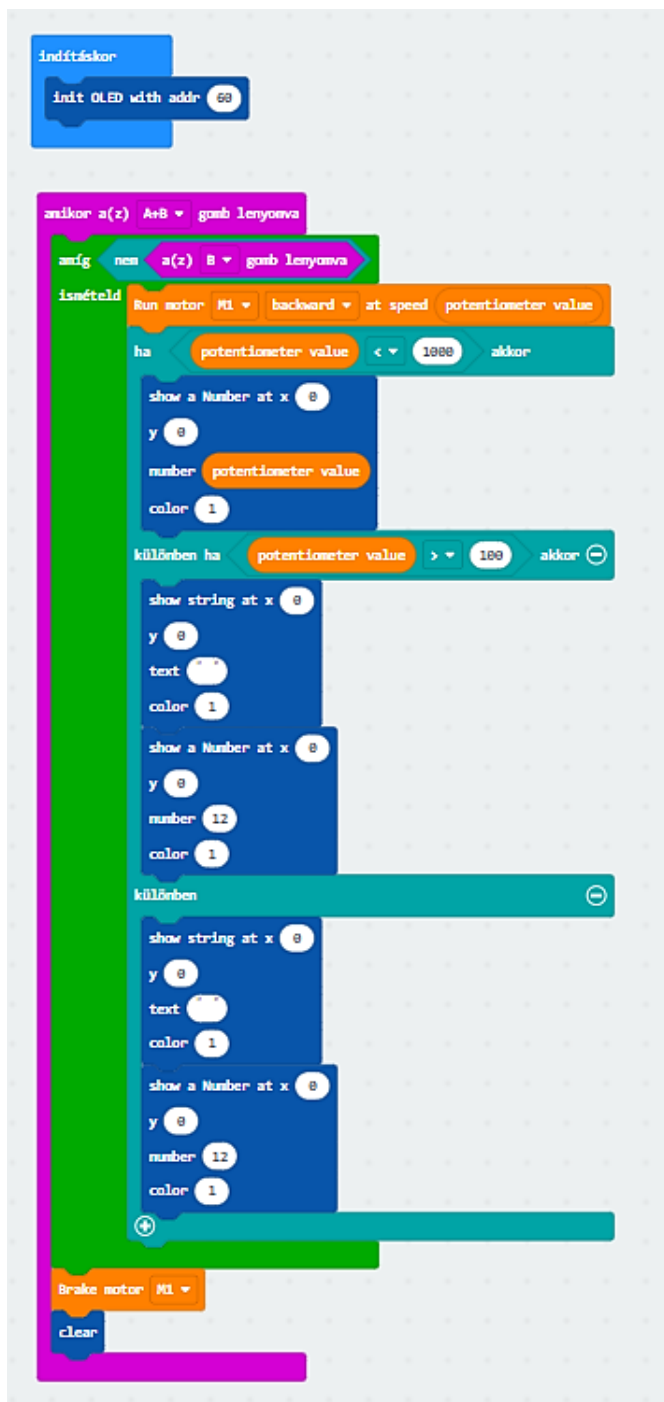 indításkor
init OLED with addr 60
amikor a(z) A+B gomb lenyomva
amíg nem a(z) B gomb lenyomva
ismételd
Run motor M1 backward at speed potentiometer value
ha potentiometer value < 1000 akkor
show a Number at x 0
y 0
number potentiometer value
color 1
különben ha potentiometer value > 100 akkor
show string at x 0
y 0
text " "
color 1
show a Number at x 0
y 0
number 12
color 1
különben
show string at x 0
y 0
text " "
color 1
show a Number at x 0
y 0
number 12
color 1
Brake motor M1
clear